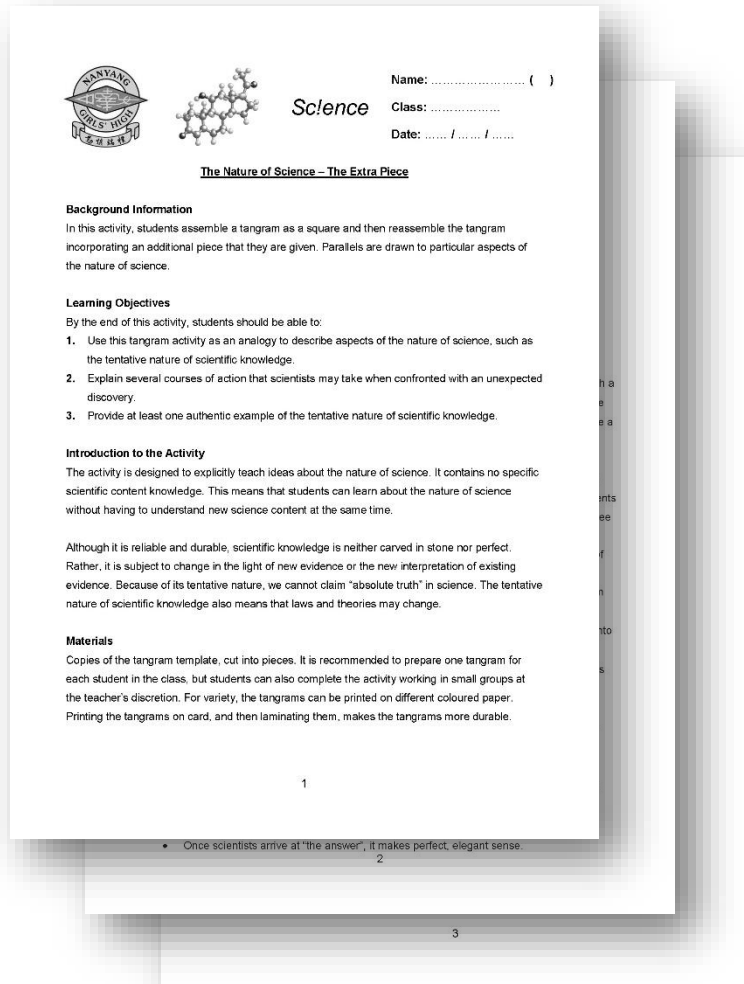 NANYANG
GIRLS' HIGH
Sc!ence
Name: …………………… (    )
Class: ………………
Date: …… / …… / ……
The Nature of Science – The Extra Piece
Background Information
In this activity, students assemble a tangram as a square and then reassemble the tangram
incorporating an additional piece that they are given. Parallels are drawn to particular aspects of
the nature of science.
Learning Objectives
By the end of this activity, students should be able to:
1. Use this tangram activity as an analogy to describe aspects of the nature of science, such as
the tentative nature of scientific knowledge.
2. Explain several courses of action that scientists may take when confronted with an unexpected
discovery.
3. Provide at least one authentic example of the tentative nature of scientific knowledge.
Introduction to the Activity
The activity is designed to explicitly teach ideas about the nature of science. It contains no specific
scientific content knowledge. This means that students can learn about the nature of science
without having to understand new science content at the same time.
Although it is reliable and durable, scientific knowledge is neither carved in stone nor perfect.
Rather, it is subject to change in the light of new evidence or the new interpretation of existing
evidence. Because of its tentative nature, we cannot claim “absolute truth” in science. The tentative
nature of scientific knowledge also means that laws and theories may change.
Materials
Copies of the tangram template, cut into pieces. It is recommended to prepare one tangram for
each student in the class, but students can also complete the activity working in small groups at
the teacher’s discretion. For variety, the tangrams can be printed on different coloured paper.
Printing the tangrams on card, and then laminating them, makes the tangrams more durable.
1
• Once scientists arrive at “the answer”, it makes perfect, elegant sense.
2
3